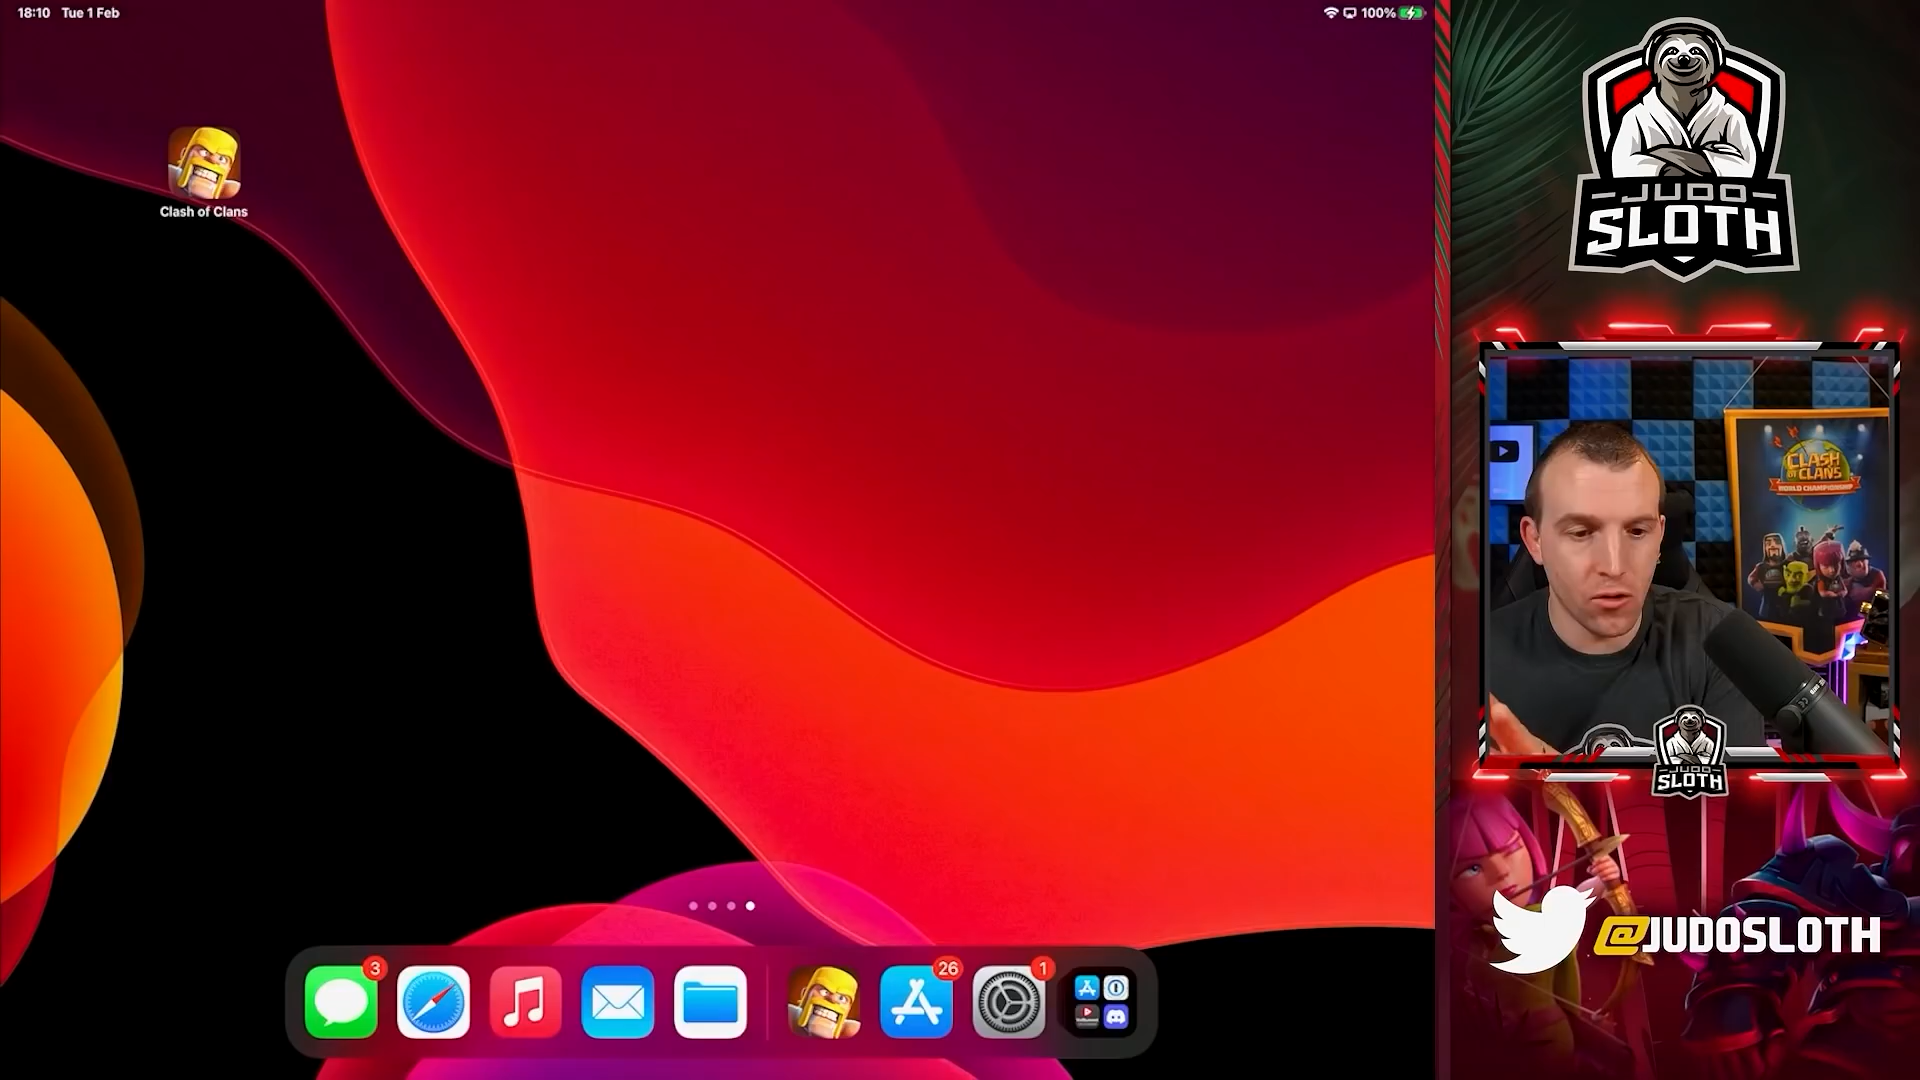 18:10 Tue 1 Feb
100%
Clash of Clans
3
26
1
JUDO
SLOTH
CLASH
OF CLANS
WORLD CHAMPIONSHIP
JUDO
SLOTH
@JUDOSLOTH